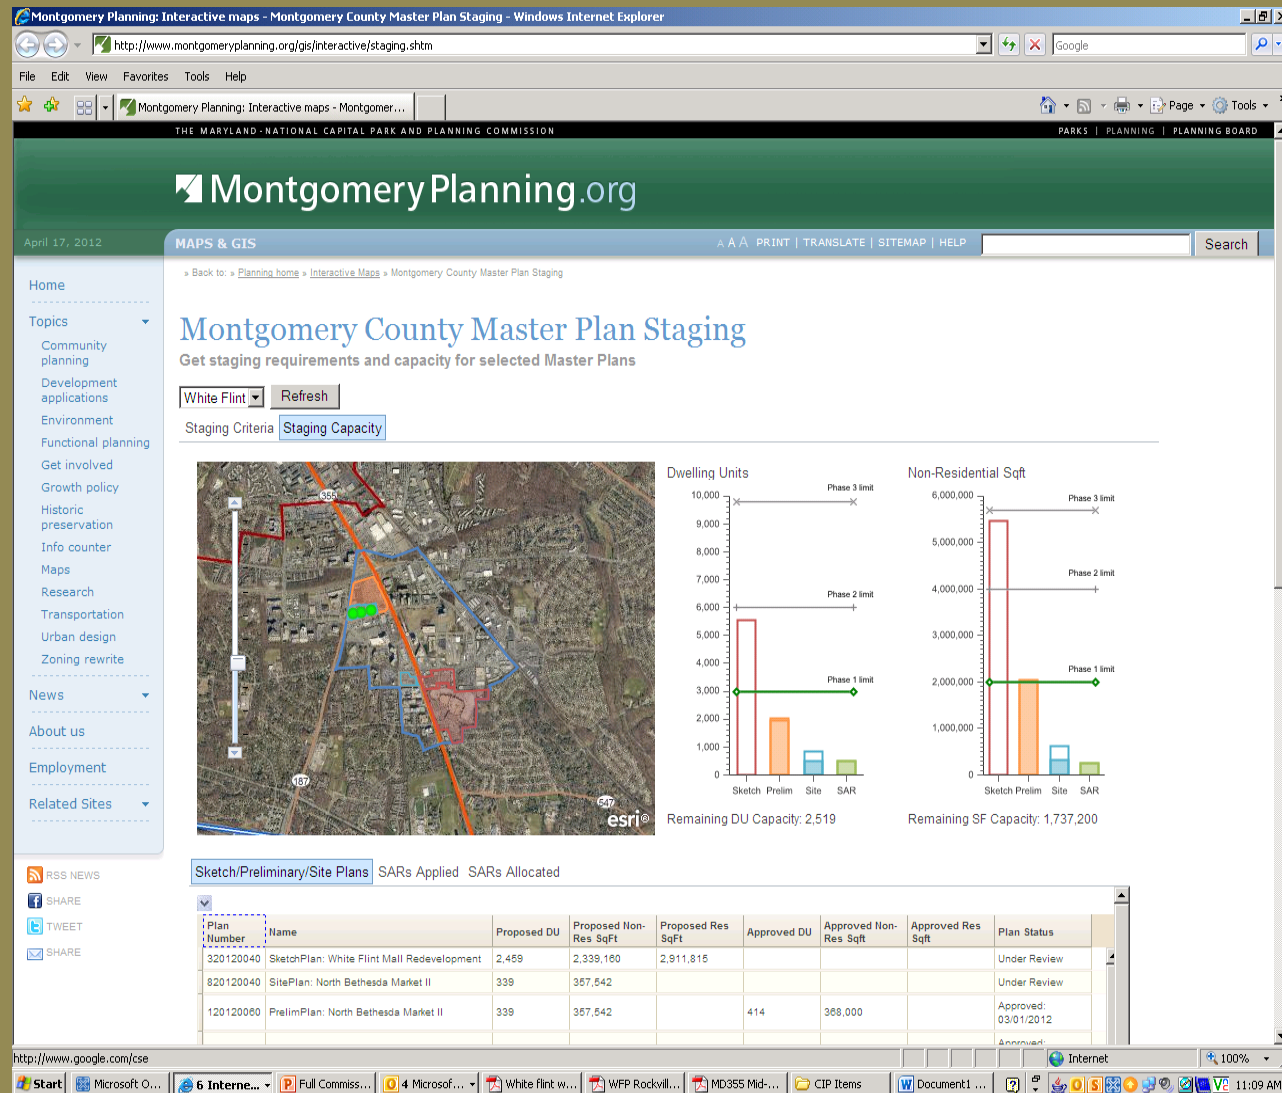 Montgomery Planning: Interactive maps - Montgomery County Master Plan Staging - Windows Internet Explorer
http://www.montgomeryplanning.org/gis/interactive/staging.shtm
Google
File Edit View Favorites Tools Help
Montgomery Planning: Interactive maps - Montgomer...
Page Tools
THE MARYLAND-NATIONAL CAPITAL PARK AND PLANNING COMMISSION
PARKS | PLANNING | PLANNING BOARD
MontgomeryPlanning.org
April 17, 2012
MAPS & GIS
A A A PRINT | TRANSLATE | SITEMAP | HELP
Search
» Back to: » Planning home » Interactive Maps » Montgomery County Master Plan Staging
Home
Topics
Community planning
Development applications
Environment
Functional planning
Get involved
Growth policy
Historic preservation
Info counter
Maps
Research
Transportation
Urban design
Zoning rewrite
News
About us
Employment
Related Sites
RSS NEWS
SHARE
TWEET
SHARE
Montgomery County Master Plan Staging
Get staging requirements and capacity for selected Master Plans
White Flint Refresh
Staging Criteria Staging Capacity
355
187
547
esri®
Dwelling Units
10,000
9,000
8,000
7,000
6,000
5,000
4,000
3,000
2,000
1,000
0
Phase 3 limit
Phase 2 limit
Phase 1 limit
Sketch Prelim Site SAR
Remaining DU Capacity: 2,519
Non-Residential Sqft
6,000,000
5,000,000
4,000,000
3,000,000
2,000,000
1,000,000
0
Phase 3 limit
Phase 2 limit
Phase 1 limit
Sketch Prelim Site SAR
Remaining SF Capacity: 1,737,200
Sketch/Preliminary/Site Plans SARs Applied SARs Allocated
Plan Number Name Proposed DU Proposed Non-Res SqFt Proposed Res SqFt Approved DU Approved Non-Res Sqft Approved Res Sqft Plan Status
320120040 SketchPlan: White Flint Mall Redevelopment 2,459 2,339,160 2,911,815 Under Review
820120040 SitePlan: North Bethesda Market II 339 357,542 Under Review
120120060 PrelimPlan: North Bethesda Market II 339 357,542 414 368,000 Approved: 03/01/2012
Approved:
http://www.google.com/cse
Internet
100%
Start Microsoft O... 6 Interne... Full Commiss... 4 Microsof... White flint w... WFP Rockvill... MD355 Mid-... CIP Items Document1 ... 11:09 AM